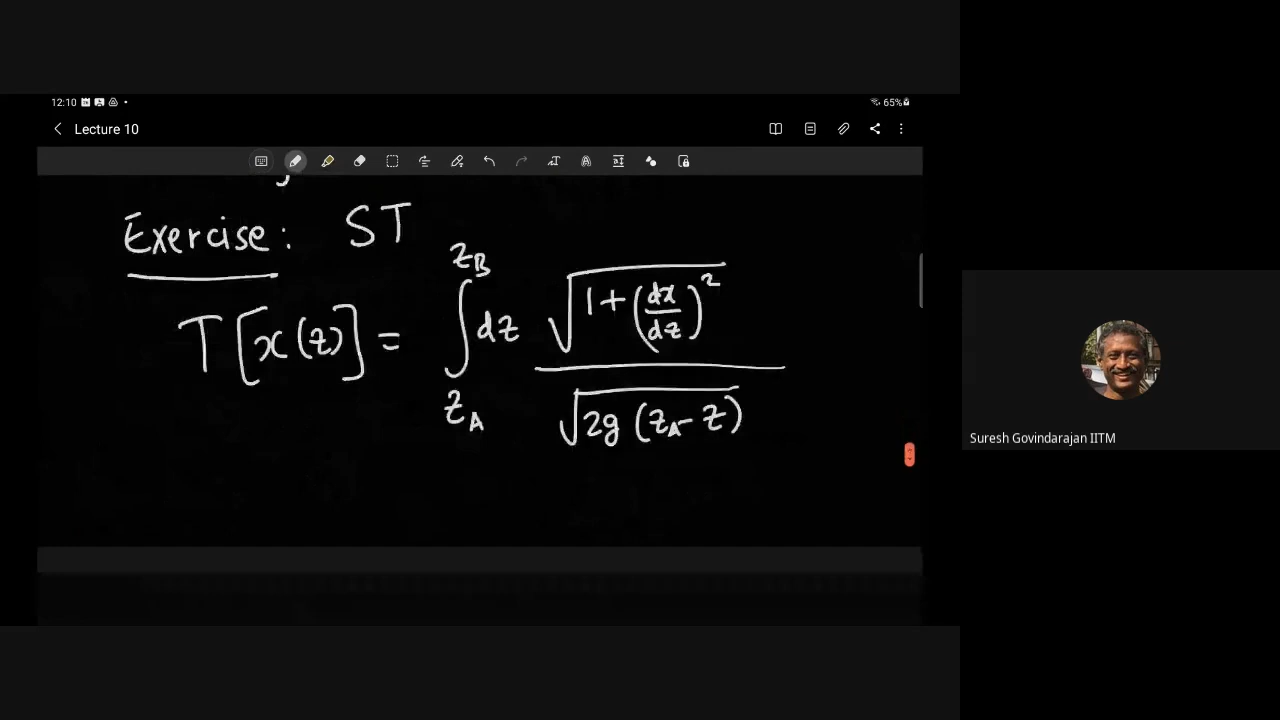 12:10
65%
Lecture 10
Exercise: ST
T[x(z)] = ∫_{z_A}^{z_B} dz √(1+(dx/dz)²) / √(2g(z_A - z))
Suresh Govindarajan IITM